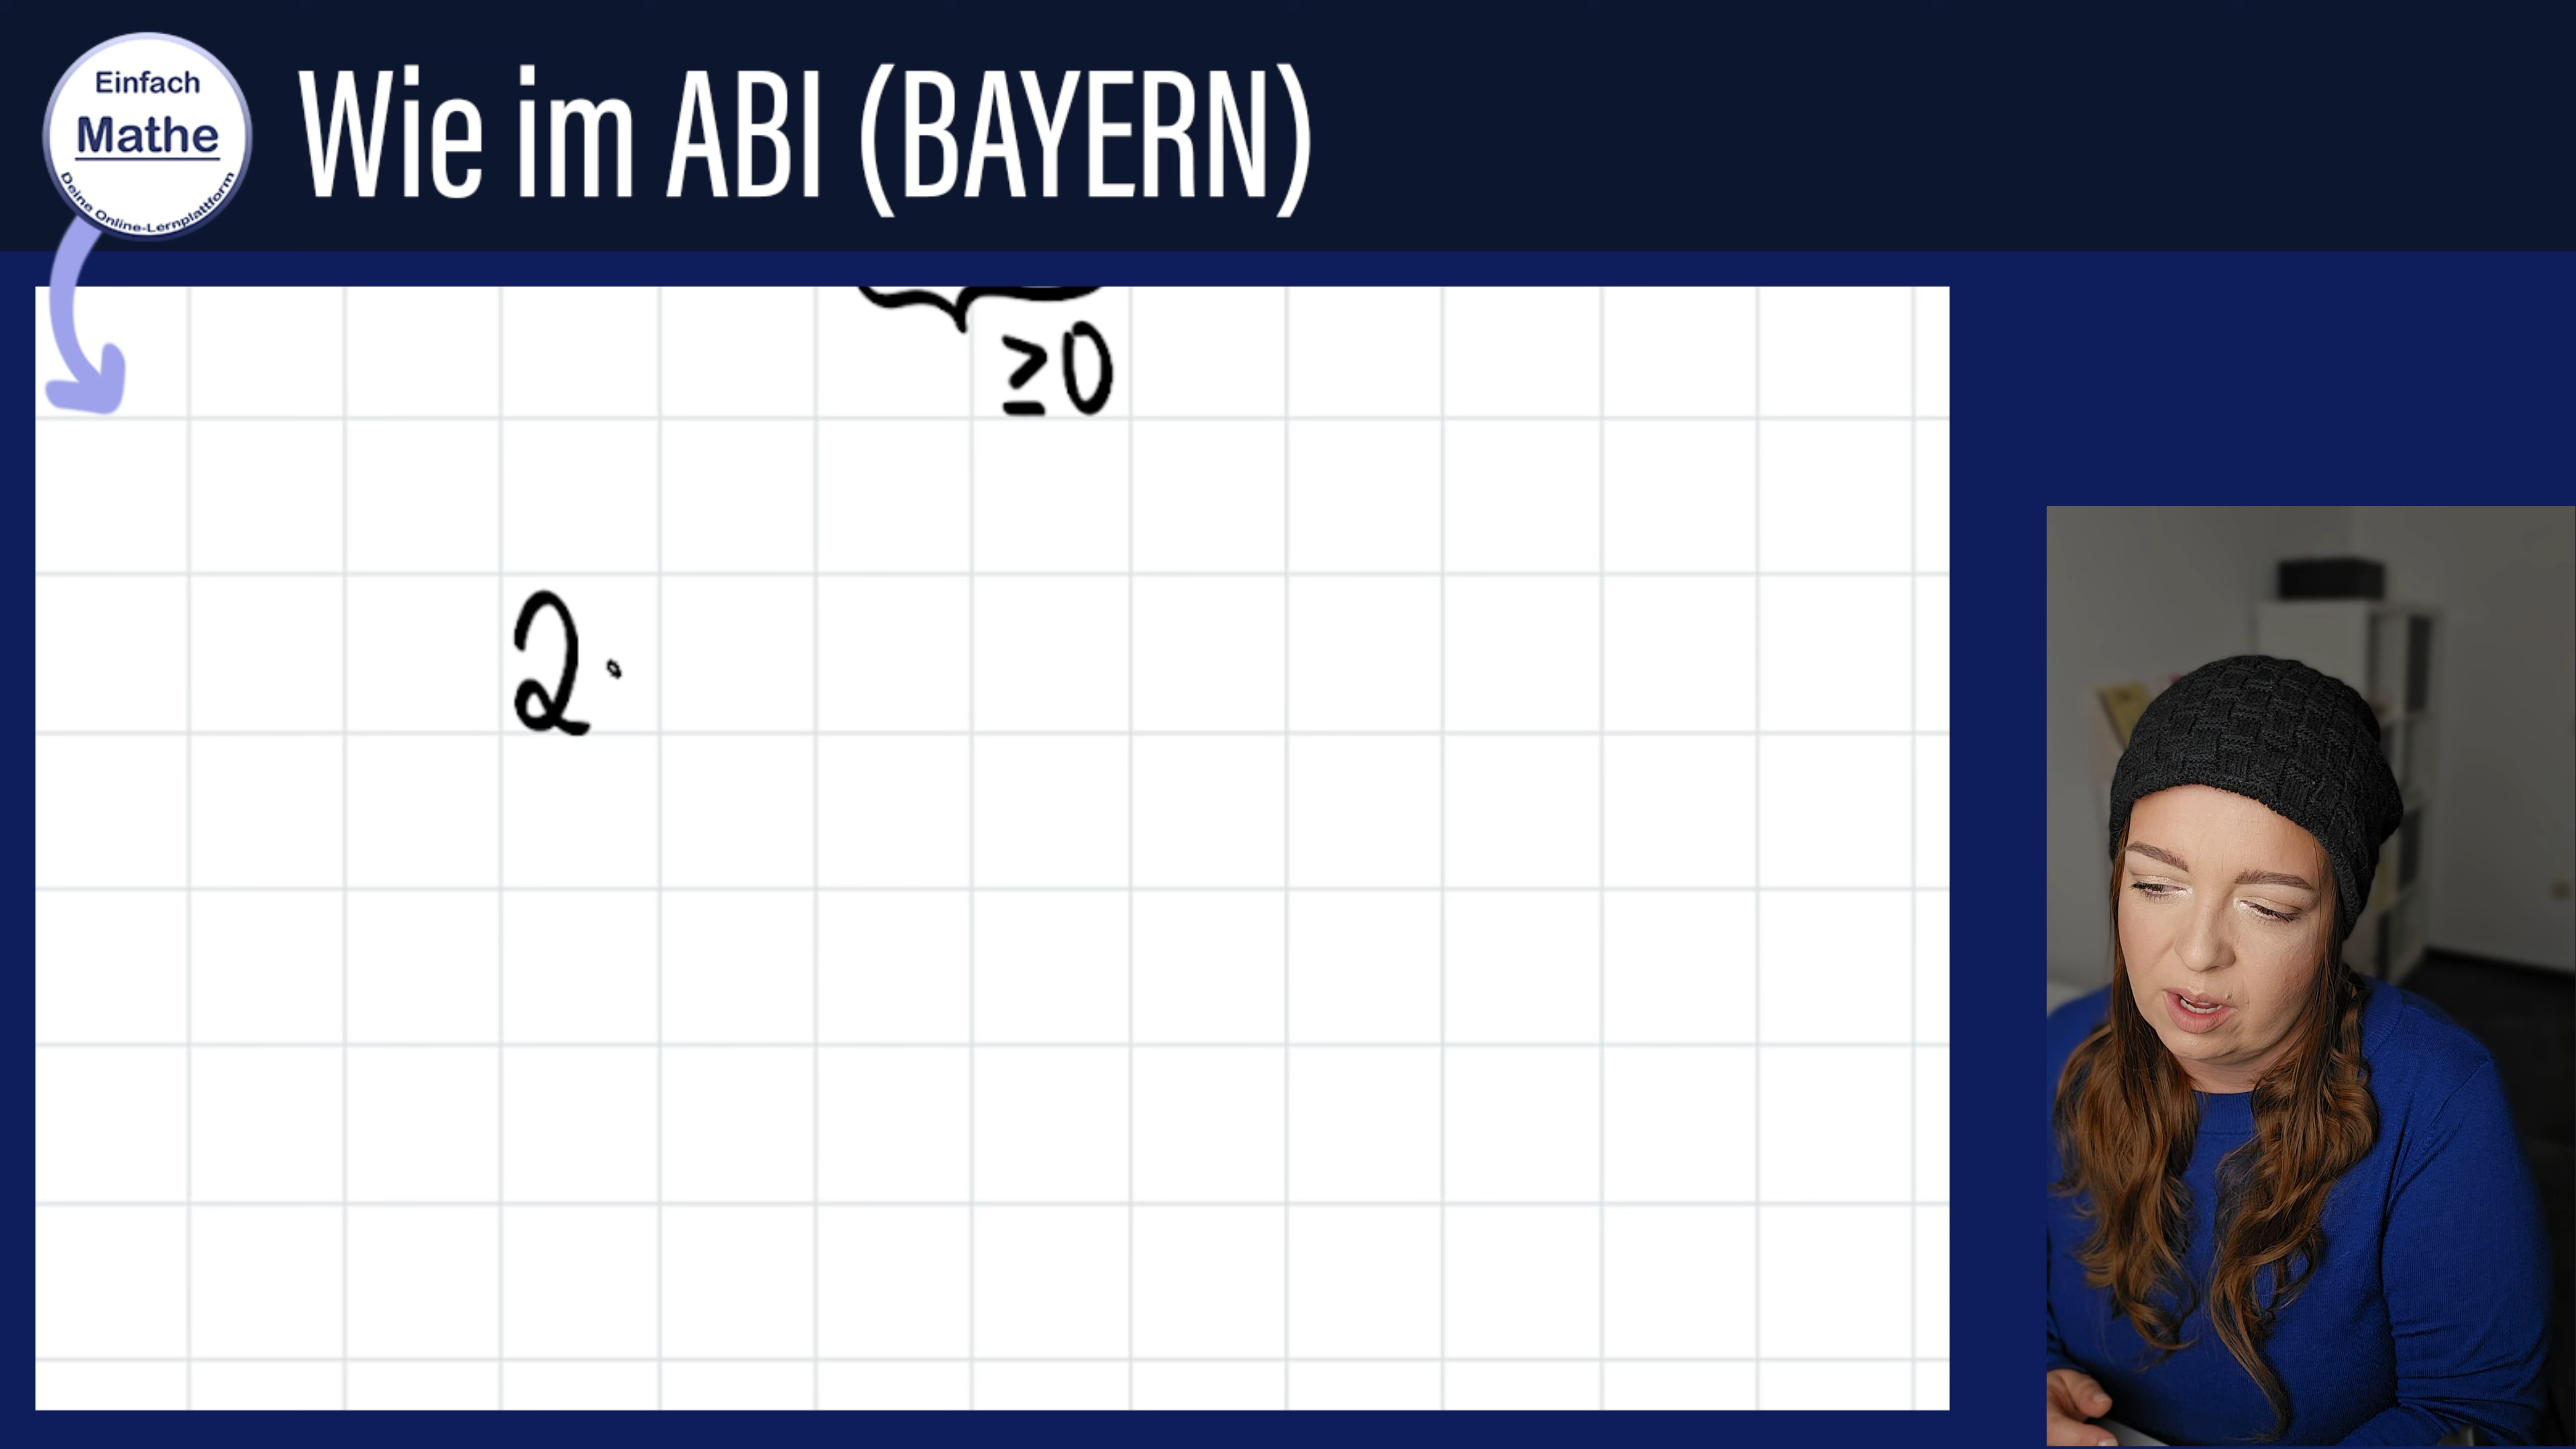 Einfach
Mathe
Deine Online-Lernplattform
Wie im ABI (BAYERN)
≥0
2·